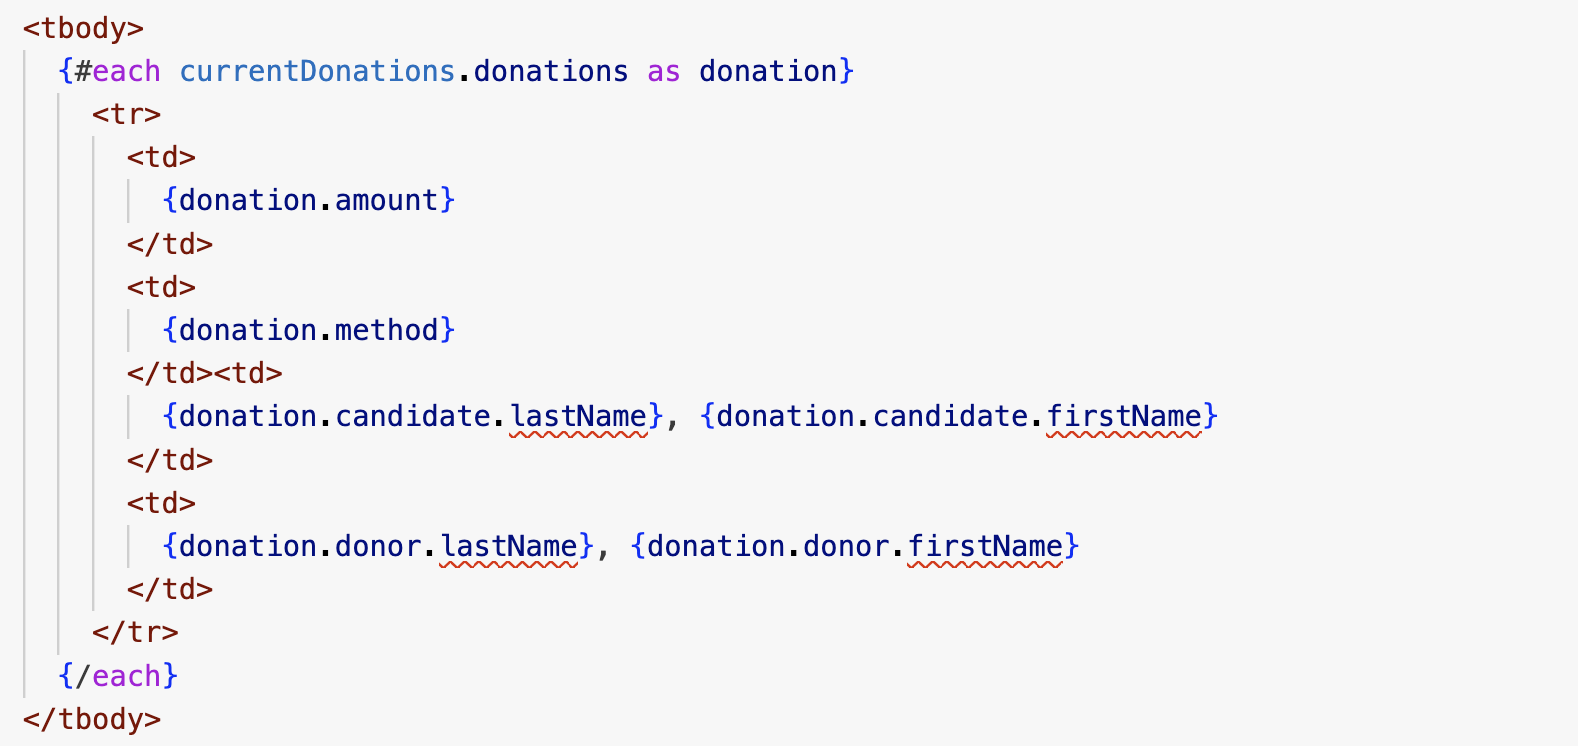 <tbody>
  {#each currentDonations.donations as donation}
    <tr>
      <td>
        {donation.amount}
      </td>
      <td>
        {donation.method}
      </td><td>
        {donation.candidate.lastName}, {donation.candidate.firstName}
      </td>
      <td>
        {donation.donor.lastName}, {donation.donor.firstName}
      </td>
    </tr>
  {/each}
</tbody>